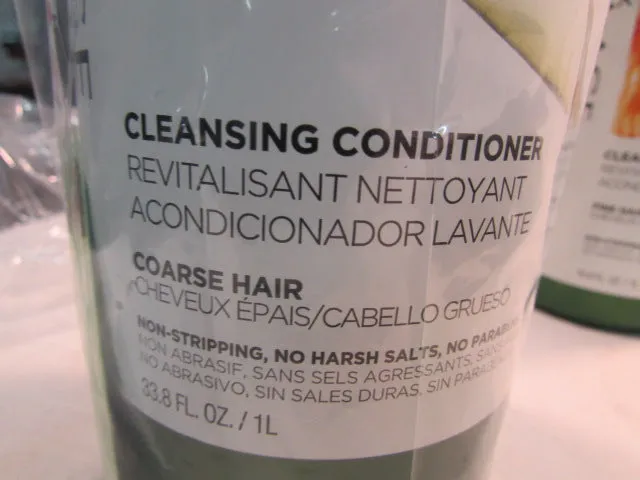 CLEANSING CONDITIONER
REVITALISANT NETTOYANT
ACONDICIONADOR LAVANTE
COARSE HAIR
CHEVEUX ÉPAIS/CABELLO GRUESO
NON-STRIPPING, NO HARSH SALTS, NO
NON ABRASIF, SANS SELS AGRESSANTS,
NO ABRASIVO, SIN SALES DURAS, SIN
33.8 FL. OZ. / 1L